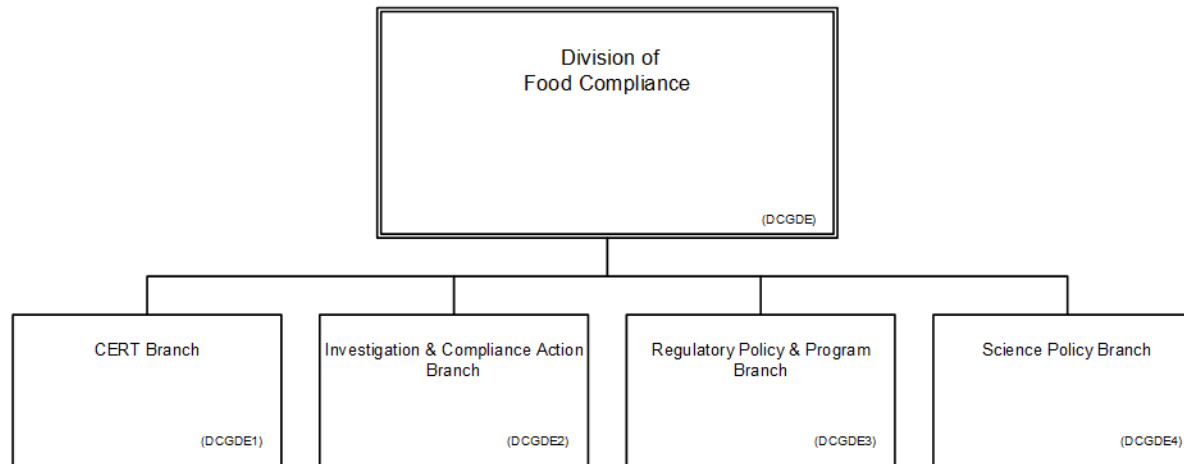 Division of
Food Compliance
(DCGDE)
CERT Branch
(DCGDE1)
Investigation & Compliance Action
Branch
(DCGDE2)
Regulatory Policy & Program
Branch
(DCGDE3)
Science Policy Branch
(DCGDE4)